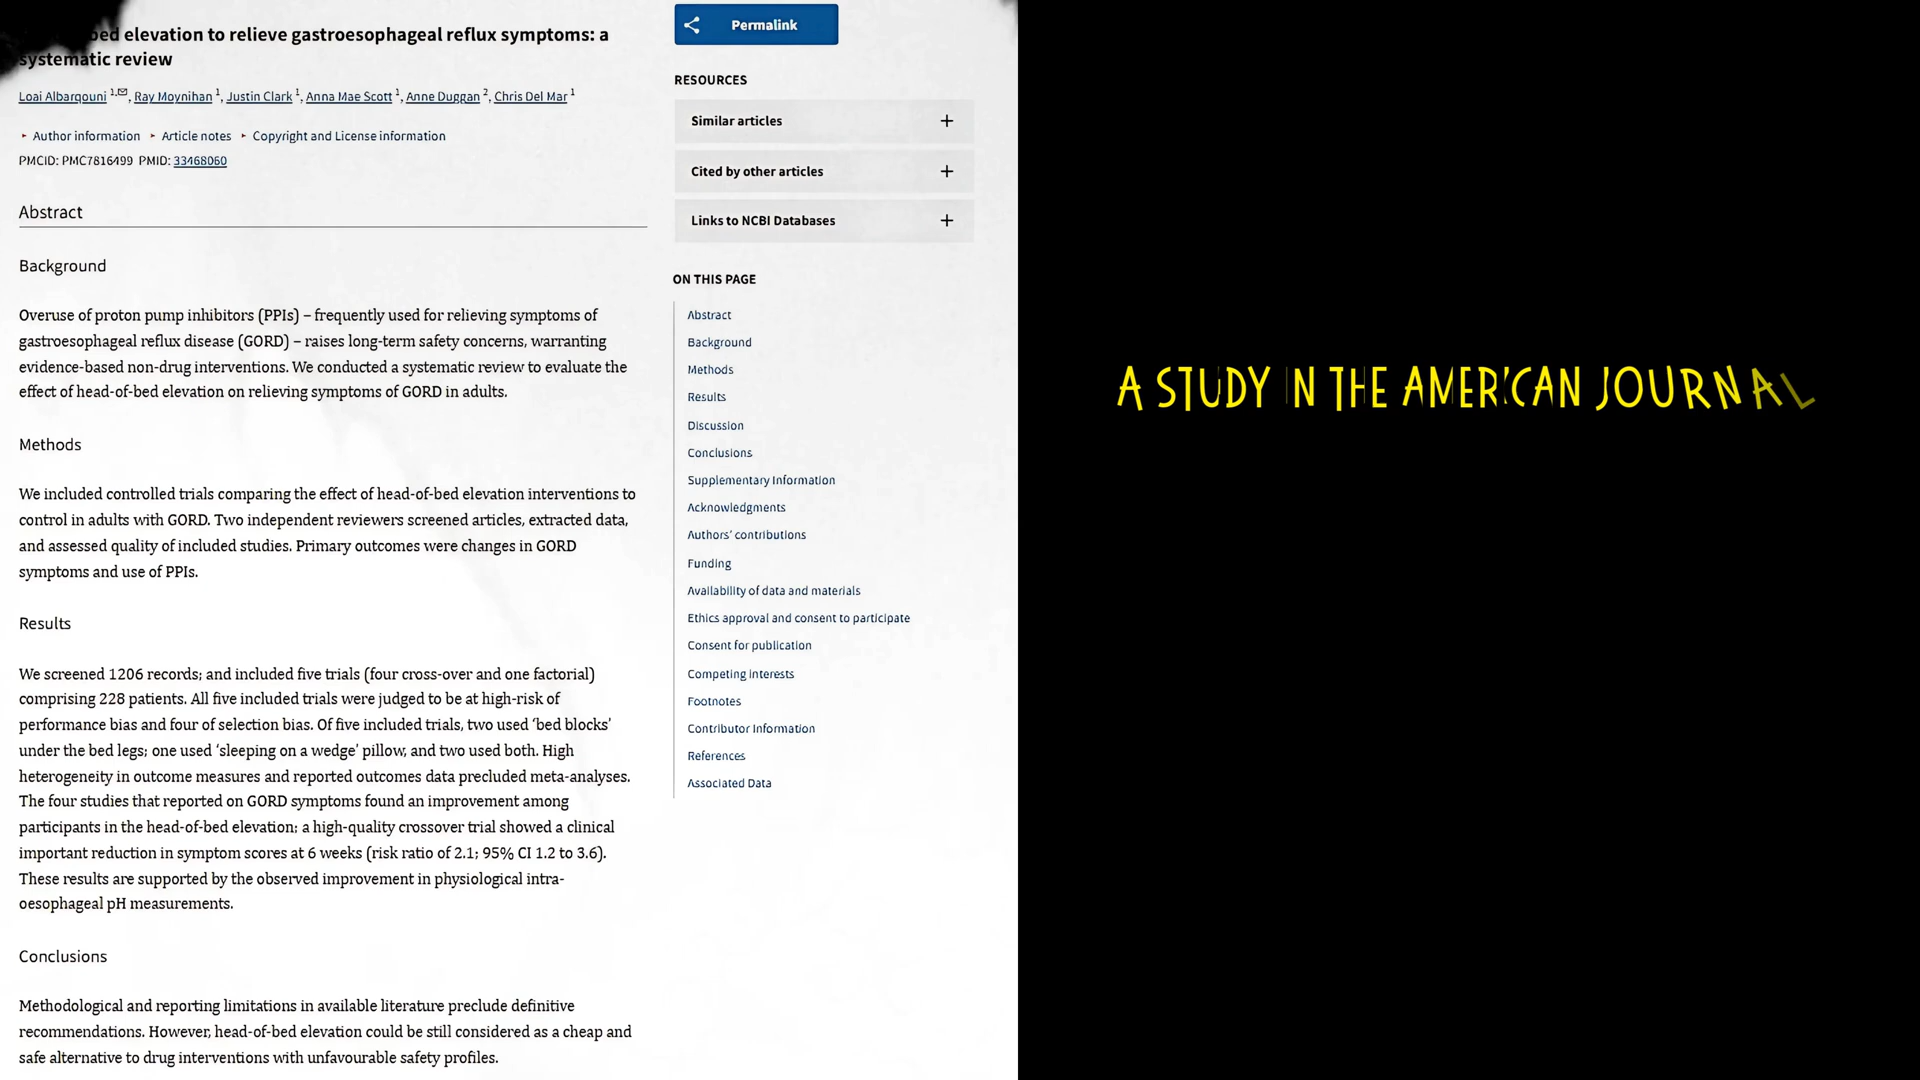 bed elevation to relieve gastroesophageal reflux symptoms: a
systematic review
Loai Albarqouni 1,✉, Ray Moynihan 1, Justin Clark 1, Anna Mae Scott 1, Anne Duggan 2, Chris Del Mar 1
▸ Author information ▸ Article notes ▸ Copyright and License information
PMCID: PMC7816499 PMID: 33468060
Abstract
Background
Overuse of proton pump inhibitors (PPIs) – frequently used for relieving symptoms of
gastroesophageal reflux disease (GORD) – raises long-term safety concerns, warranting
evidence-based non-drug interventions. We conducted a systematic review to evaluate the
effect of head-of-bed elevation on relieving symptoms of GORD in adults.
Methods
We included controlled trials comparing the effect of head-of-bed elevation interventions to
control in adults with GORD. Two independent reviewers screened articles, extracted data,
and assessed quality of included studies. Primary outcomes were changes in GORD
symptoms and use of PPIs.
Results
We screened 1206 records; and included five trials (four cross-over and one factorial)
comprising 228 patients. All five included trials were judged to be at high-risk of
performance bias and four of selection bias. Of five included trials, two used ‘bed blocks’
under the bed legs; one used ‘sleeping on a wedge’ pillow, and two used both. High
heterogeneity in outcome measures and reported outcomes data precluded meta-analyses.
The four studies that reported on GORD symptoms found an improvement among
participants in the head-of-bed elevation; a high-quality crossover trial showed a clinical
important reduction in symptom scores at 6 weeks (risk ratio of 2.1; 95% CI 1.2 to 3.6).
These results are supported by the observed improvement in physiological intra-
oesophageal pH measurements.
Conclusions
Methodological and reporting limitations in available literature preclude definitive
recommendations. However, head-of-bed elevation could be still considered as a cheap and
safe alternative to drug interventions with unfavourable safety profiles.
Permalink
RESOURCES
Similar articles +
Cited by other articles +
Links to NCBI Databases +
ON THIS PAGE
Abstract
Background
Methods
Results
Discussion
Conclusions
Supplementary Information
Acknowledgments
Authors’ contributions
Funding
Availability of data and materials
Ethics approval and consent to participate
Consent for publication
Competing interests
Footnotes
Contributor Information
References
Associated Data
A STUDY IN THE AMERICAN JOURNAL